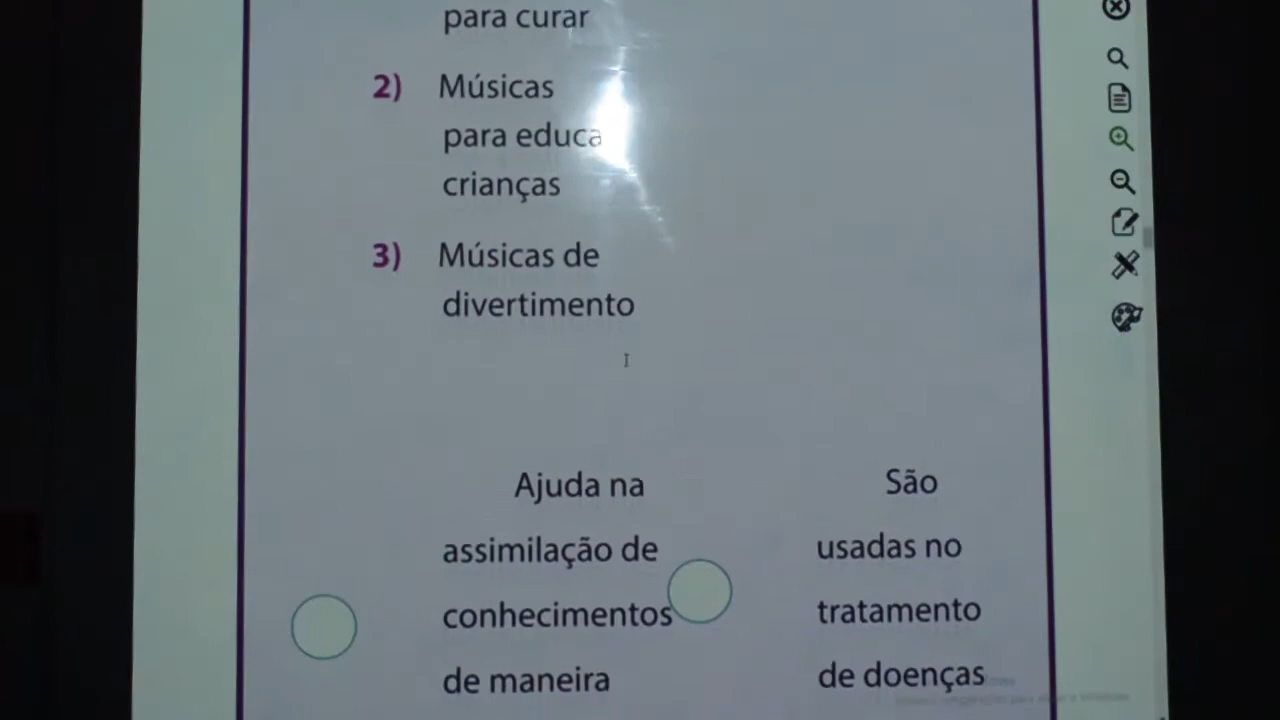 para curar
2) Músicas
para educa
crianças
3) Músicas de
divertimento
Ajuda na
assimilação de
conhecimentos
de maneira
São
usadas no
tratamento
de doenças